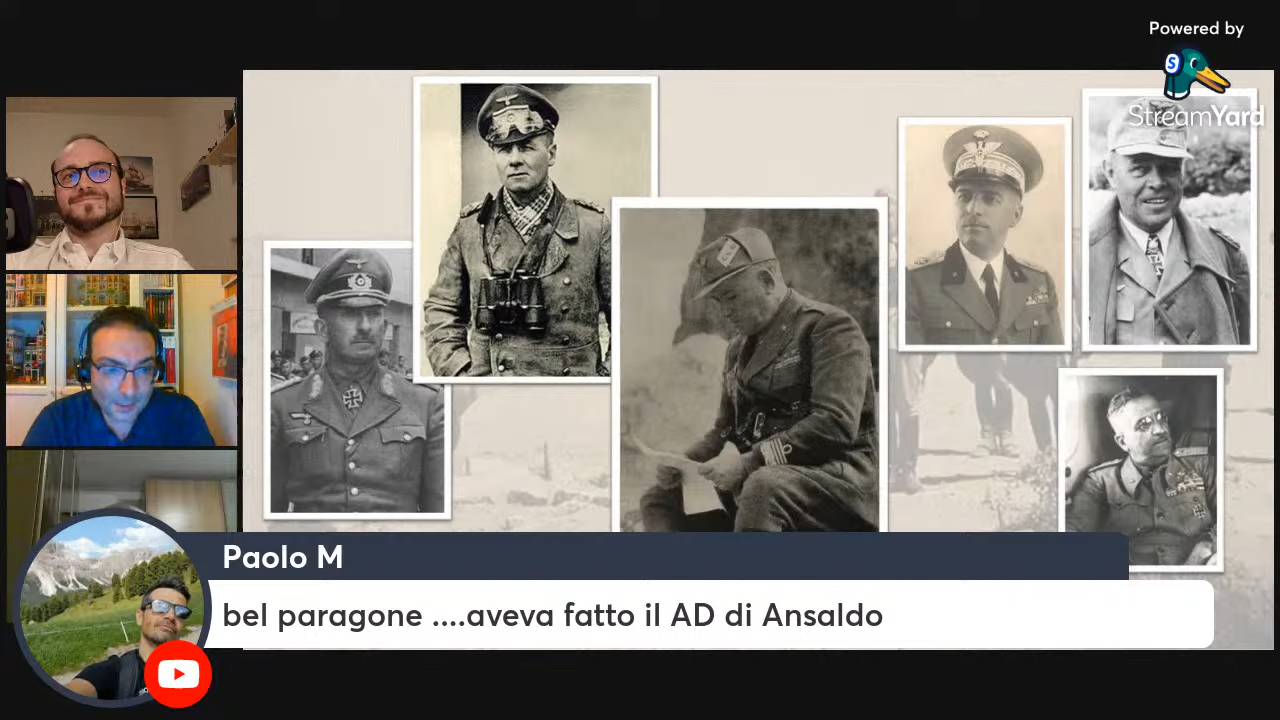 Powered by
S
StreamYard
Paolo M
bel paragone ....aveva fatto il AD di Ansaldo